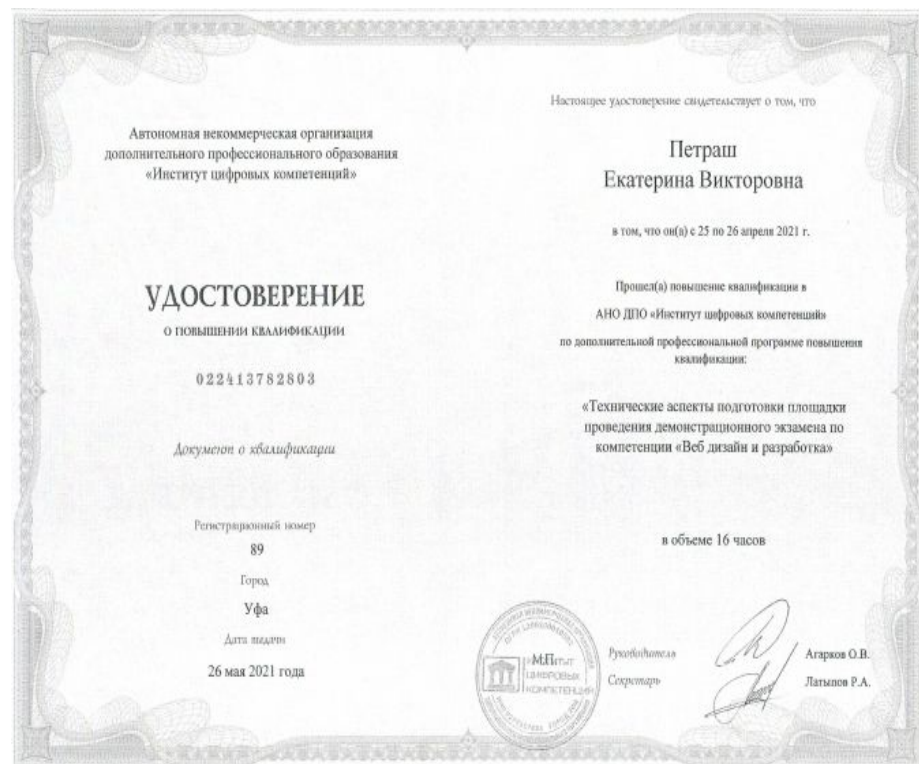 Автономная некоммерческая организация
дополнительного профессионального образования
«Институт цифровых компетенций»
УДОСТОВЕРЕНИЕ
О ПОВЫШЕНИИ КВАЛИФИКАЦИИ
022413782803
Документ о квалификации
Регистрационный номер
89
Город
Уфа
Дата выдачи
26 мая 2021 года
Настоящее удостоверение свидетельствует о том, что
Петраш
Екатерина Викторовна
в том, что он(а) с 25 по 26 апреля 2021 г.
Прошел(а) повышение квалификации в
АНО ДПО «Институт цифровых компетенций»
по дополнительной профессиональной программе повышения
квалификации:
«Технические аспекты подготовки площадки
проведения демонстрационного экзамена по
компетенции «Веб дизайн и разработка»
в объеме 16 часов
М.П.
ЦИФРОВЫХ
КОМПЕТЕНЦИЙ
Руководитель
Агарков О.В.
Секретарь
Латыпов Р.А.